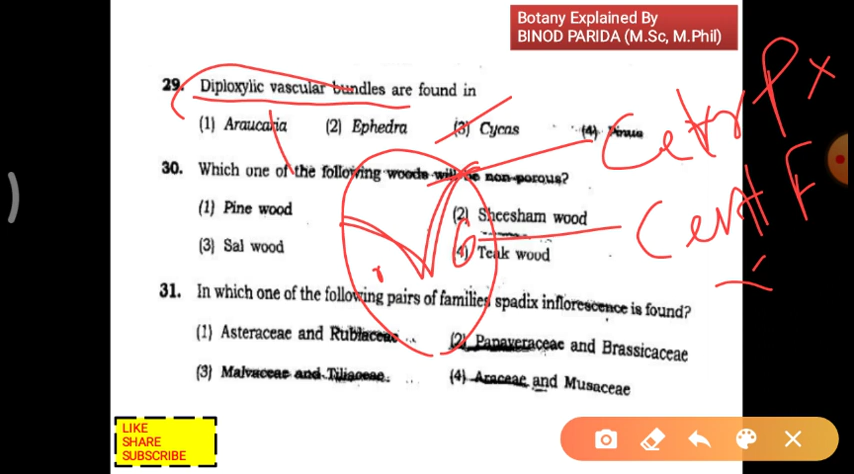 Botany Explained By
BINOD PARIDA (M.Sc, M.Phil)
29. Diploxylic vascular bundles are found in
(1) Araucaria (2) Ephedra (3) Cycas (4) Pinus
30. Which one of the following woods will be non-porous?
(1) Pine wood (2) Sheesham wood
(3) Sal wood (4) Teak wood
31. In which one of the following pairs of families spadix inflorescence is found?
(1) Asteraceae and Rubiaceae (2) Papaveraceae and Brassicaceae
(3) Malvaceae and Tiliaceae. (4) Araceae and Musaceae
LIKE
SHARE
SUBSCRIBE